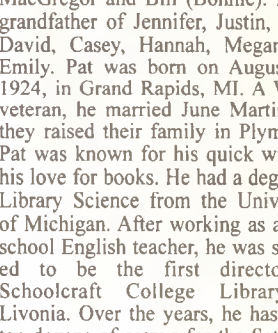 MacGregor and Bill (Bonnie).
grandfather of Jennifer, Justin,
David, Casey, Hannah, Megan
Emily. Pat was born on Augus
1924, in Grand Rapids, MI. A W
veteran, he married June Marti
they raised their family in Plym
Pat was known for his quick w
his love for books. He had a deg
Library Science from the Univ
of Michigan. After working as a
school English teacher, he was s
ed to be the first directo
Schoolcraft College Library
Livonia. Over the years, he has